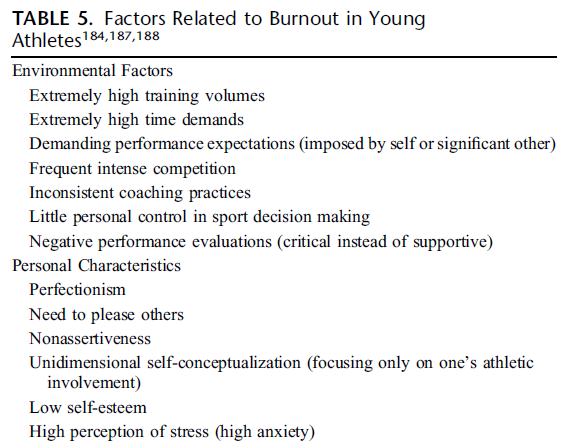 TABLE 5. Factors Related to Burnout in Young
Athletes184,187,188
Environmental Factors
Extremely high training volumes
Extremely high time demands
Demanding performance expectations (imposed by self or significant other)
Frequent intense competition
Inconsistent coaching practices
Little personal control in sport decision making
Negative performance evaluations (critical instead of supportive)
Personal Characteristics
Perfectionism
Need to please others
Nonassertiveness
Unidimensional self-conceptualization (focusing only on one’s athletic
involvement)
Low self-esteem
High perception of stress (high anxiety)